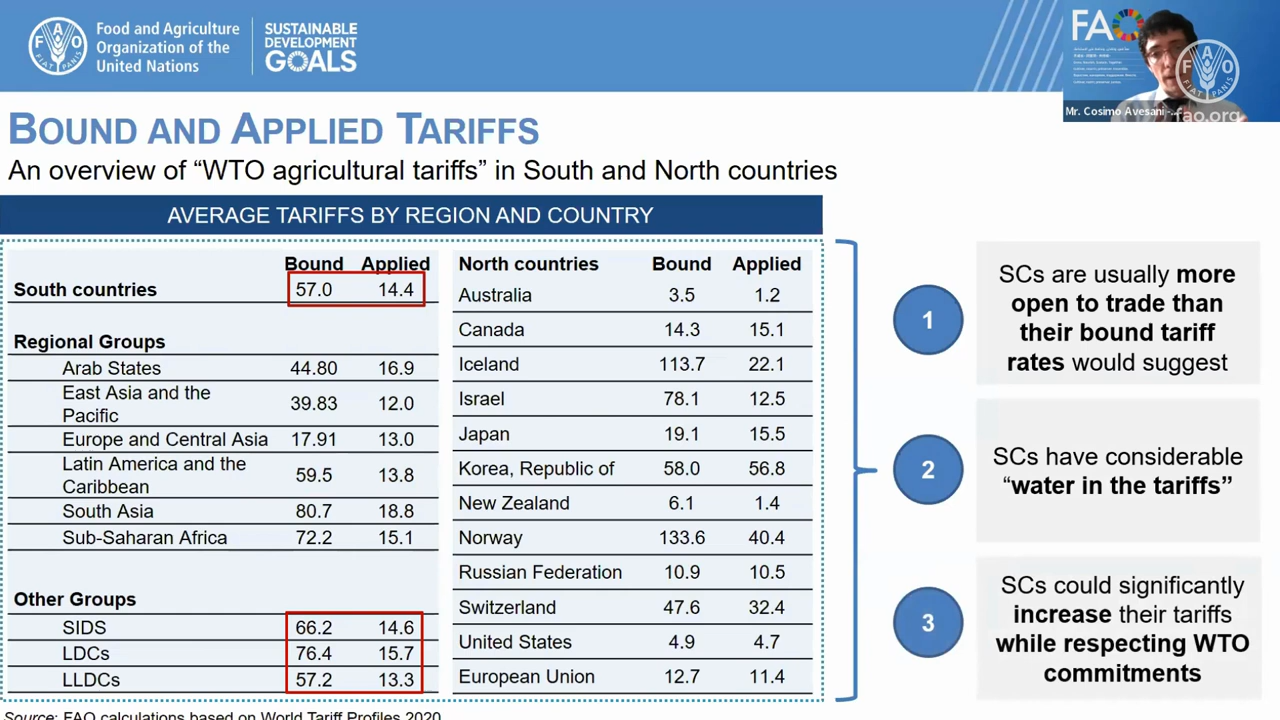 Food and Agriculture
Organization of the
United Nations
SUSTAINABLE
DEVELOPMENT
GOALS
FAO
Mr. Cosimo Avesani -
fao.org
BOUND AND APPLIED TARIFFS
An overview of “WTO agricultural tariffs” in South and North countries
AVERAGE TARIFFS BY REGION AND COUNTRY
Bound Applied
South countries 57.0 14.4
Regional Groups
Arab States 44.80 16.9
East Asia and the
Pacific 39.83 12.0
Europe and Central Asia 17.91 13.0
Latin America and the
Caribbean 59.5 13.8
South Asia 80.7 18.8
Sub-Saharan Africa 72.2 15.1
Other Groups
SIDS 66.2 14.6
LDCs 76.4 15.7
LLDCs 57.2 13.3
North countries Bound Applied
Australia 3.5 1.2
Canada 14.3 15.1
Iceland 113.7 22.1
Israel 78.1 12.5
Japan 19.1 15.5
Korea, Republic of 58.0 56.8
New Zealand 6.1 1.4
Norway 133.6 40.4
Russian Federation 10.9 10.5
Switzerland 47.6 32.4
United States 4.9 4.7
European Union 12.7 11.4
1
SCs are usually more
open to trade than
their bound tariff
rates would suggest
2
SCs have considerable
“water in the tariffs”
3
SCs could significantly
increase their tariffs
while respecting WTO
commitments
Source: FAO calculations based on World Tariff Profiles 2020